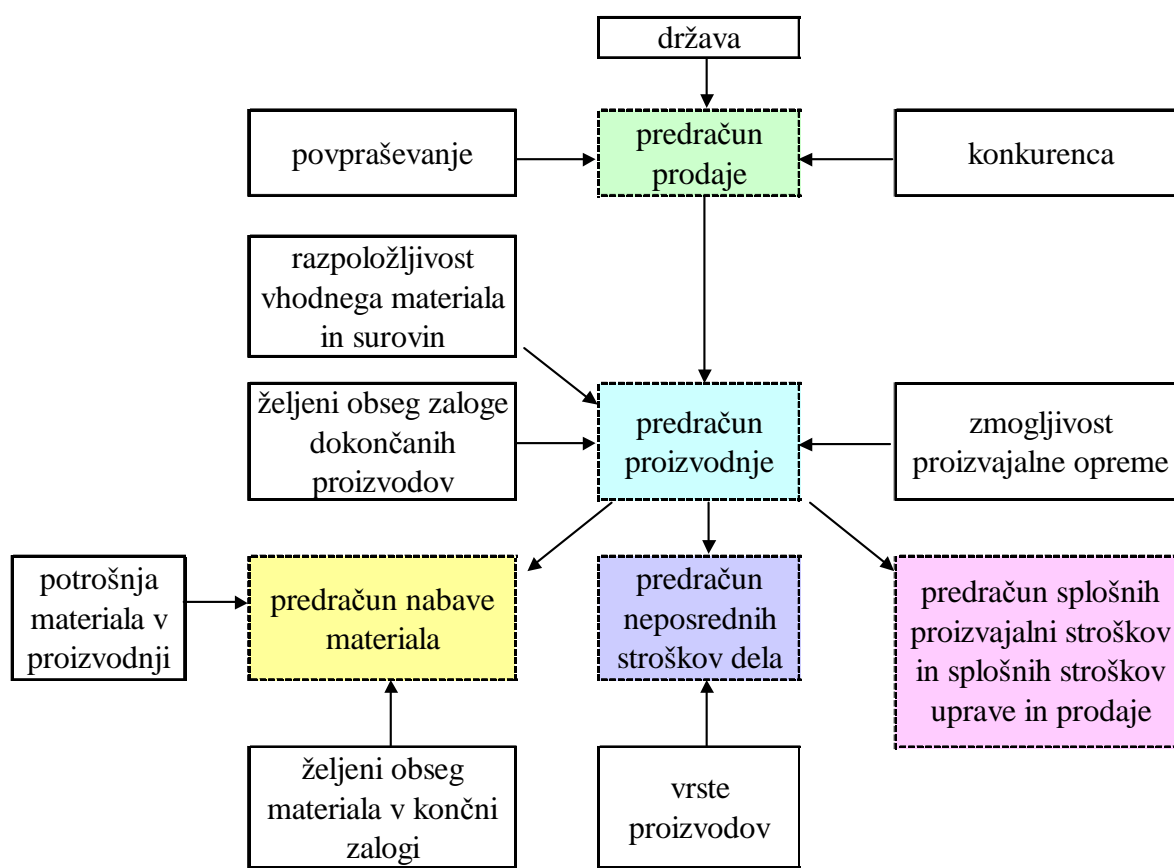 država
povpraševanje
predračun
prodaje
konkurenca
razpoložljivost
vhodnega materiala
in surovin
željeni obseg zaloge
dokončanih
proizvodov
predračun
proizvodnje
zmogljivost
proizvajalne opreme
potrošnja
materiala v
proizvodnji
predračun nabave
materiala
predračun
neposrednih
stroškov dela
predračun splošnih
proizvajalni stroškov
in splošnih stroškov
uprave in prodaje
željeni obseg
materiala v končni
zalogi
vrste
proizvodov